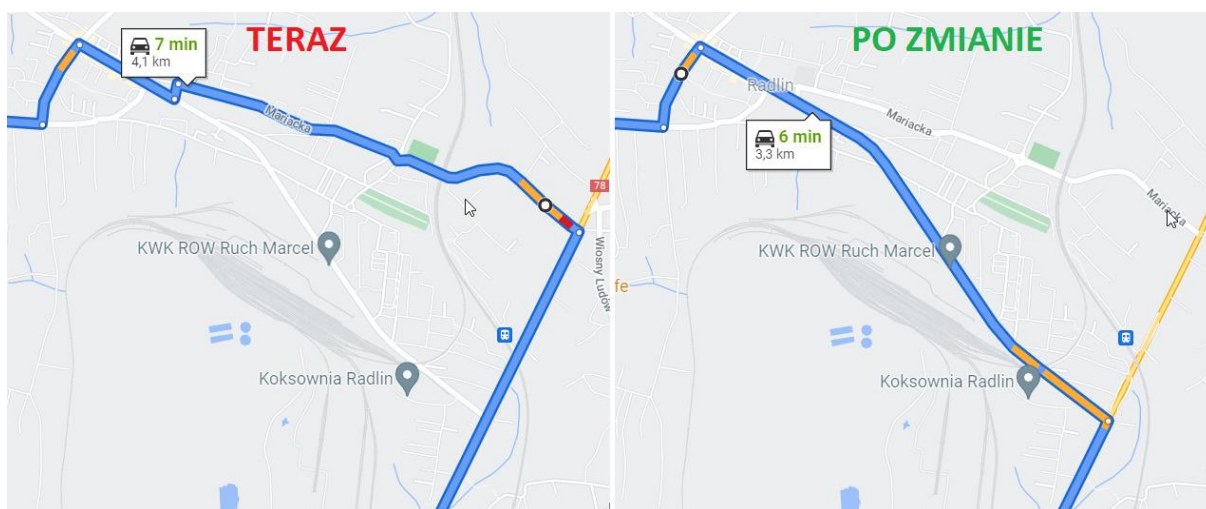 TERAZ
7 min
4,1 km
Mariacka
78
KWK ROW Ruch Marcel
Wiosny Ludów
Koksownia Radlin
PO ZMIANIE
Radlin
Mariacka
6 min
3,3 km
Mariacka
KWK ROW Ruch Marcel
fe
Koksownia Radlin